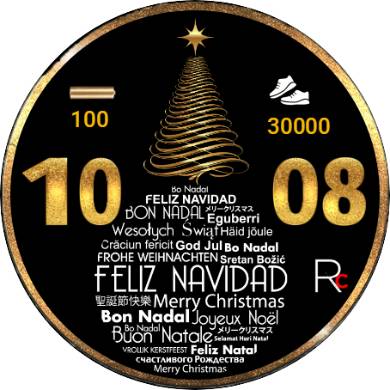 100
30000
10 08
Bo Nadal
FELIZ NAVIDAD
BON NADAL メリークリスマス
Eguberri
Wesołych Świąt Häid jõule
Crăciun fericit God Jul Bo Nadal
FROHE WEIHNACHTEN Sretan Božić
FELIZ NAVIDAD
Rc
聖誕節快樂 Merry Christmas
Bon Nadal Joyeux Noël
Bo Nadal メリークリスマス
Buon Natale Selamat Hari Natal
VROLIJK KERSTFEEST Feliz Natal
счастливого Рождества
Merry Christmas